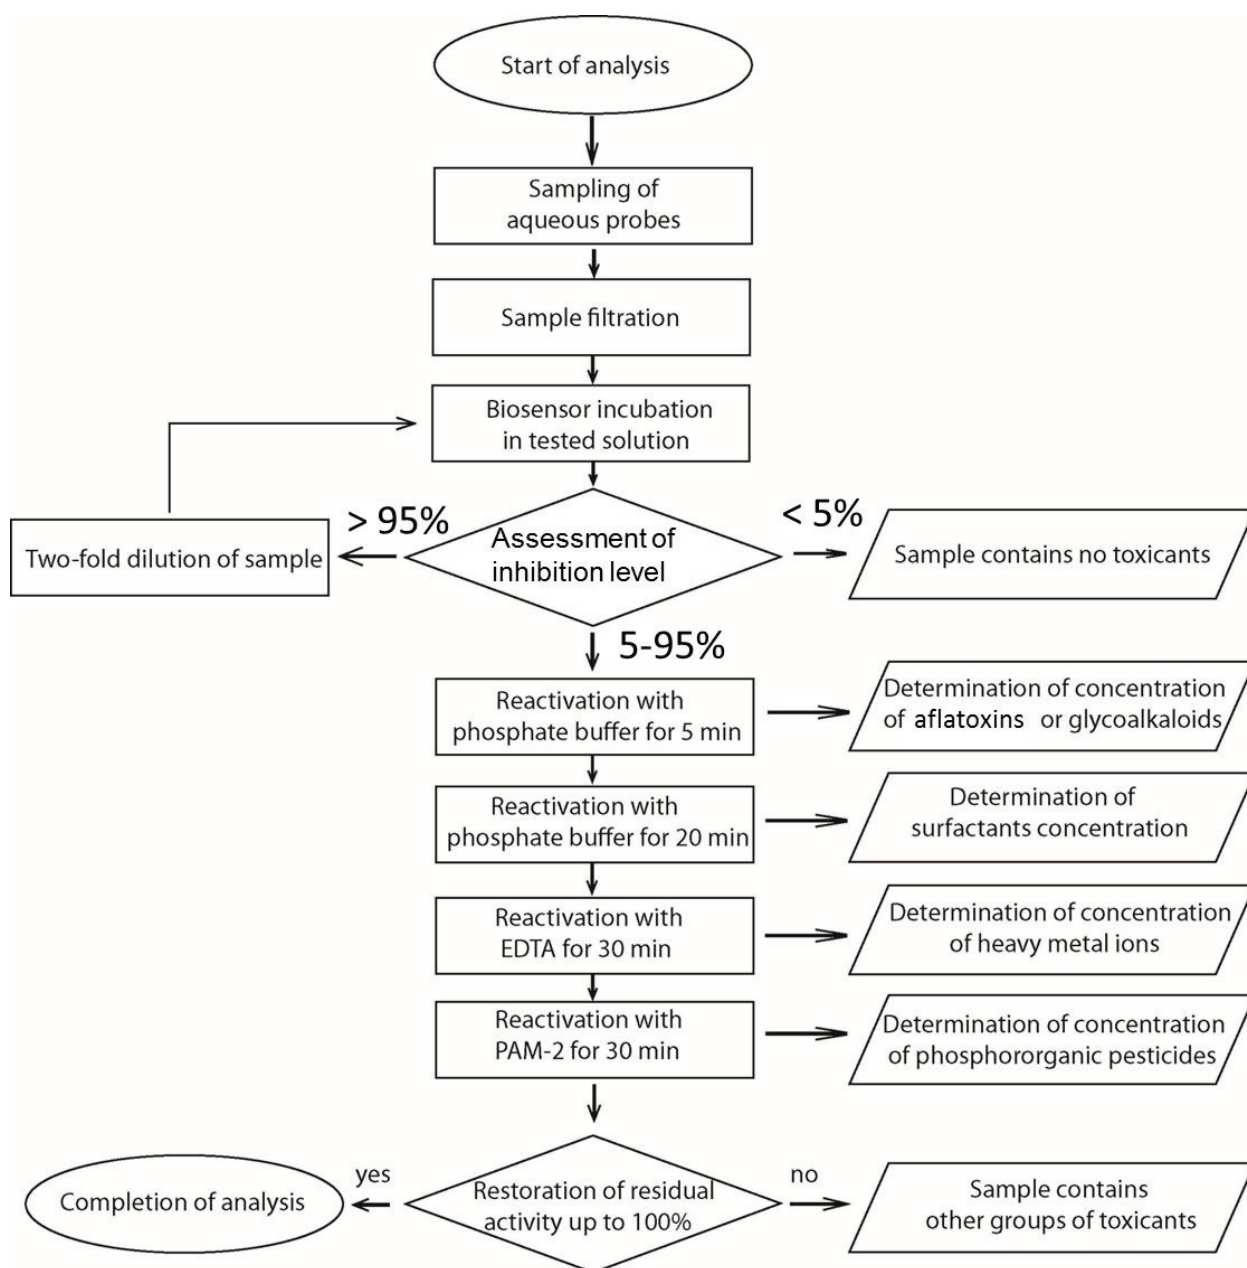 Start of analysis
Sampling of
aqueous probes
Sample filtration
Biosensor incubation
in tested solution
> 95%
< 5%
Two-fold dilution of sample
Assessment of
inhibition level
Sample contains no toxicants
5-95%
Reactivation with
phosphate buffer for 5 min
Determination of concentration
of aflatoxins or glycoalkaloids
Reactivation with
phosphate buffer for 20 min
Determination of
surfactants concentration
Reactivation with
EDTA for 30 min
Determination of concentration
of heavy metal ions
Reactivation with
PAM-2 for 30 min
Determination of concentration
of phosphororganic pesticides
yes
no
Completion of analysis
Restoration of residual
activity up to 100%
Sample contains
other groups of toxicants